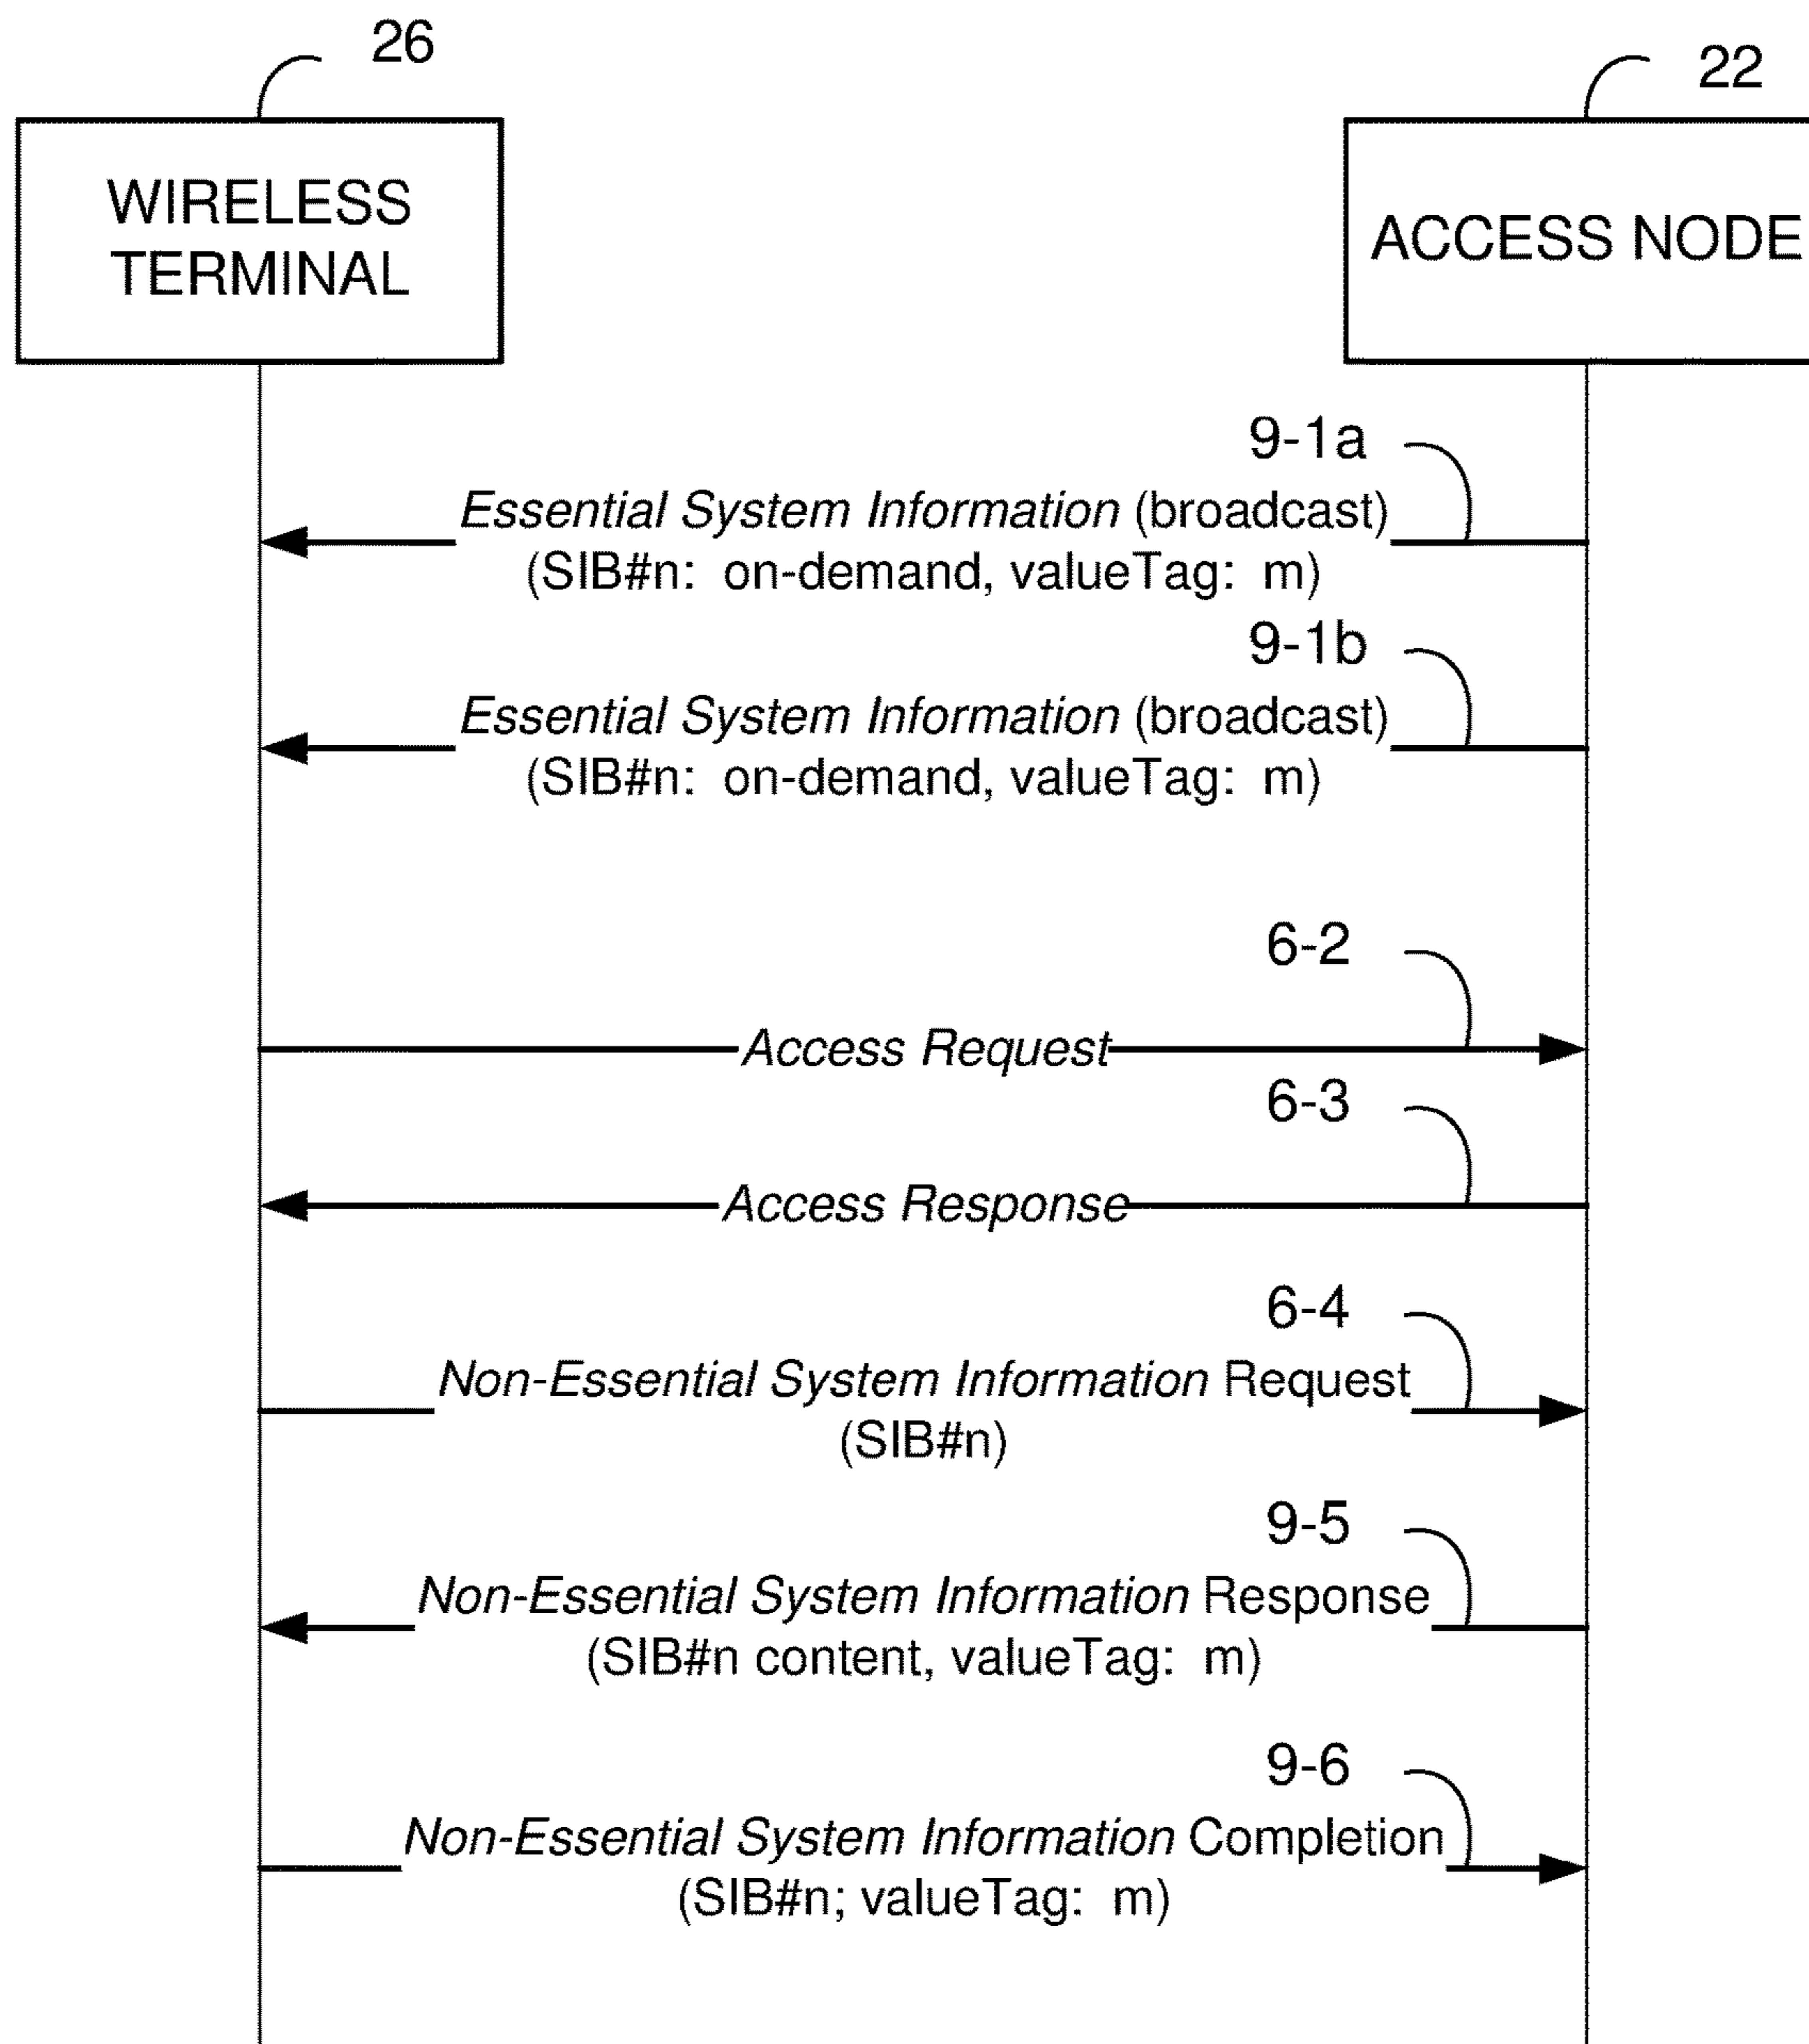 26
22
WIRELESS
TERMINAL
ACCESS NODE
9-1a
Essential System Information (broadcast)
(SIB#n: on-demand, valueTag: m)
9-1b
Essential System Information (broadcast)
(SIB#n: on-demand, valueTag: m)
6-2
Access Request
6-3
Access Response
6-4
Non-Essential System Information Request
(SIB#n)
9-5
Non-Essential System Information Response
(SIB#n content, valueTag: m)
9-6
Non-Essential System Information Completion
(SIB#n; valueTag: m)